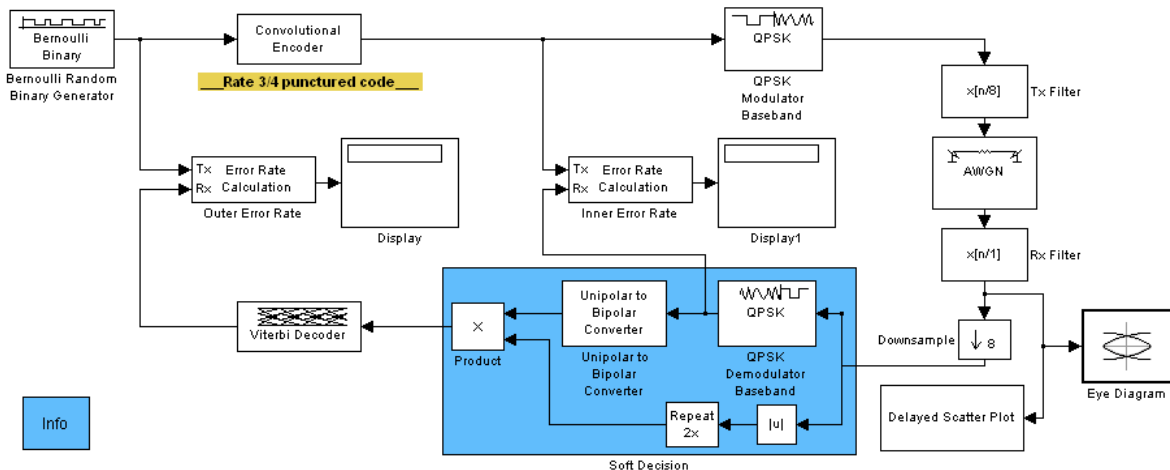 Bernoulli
Binary
Bernoulli Random
Binary Generator
Convolutional
Encoder
___Rate 3/4 punctured code___
QPSK
QPSK
Modulator
Baseband
x[n/8]
Tx Filter
AWGN
x[n/1]
Rx Filter
Tx
Rx
Error Rate
Calculation
Outer Error Rate
Display
Tx
Rx
Error Rate
Calculation
Inner Error Rate
Display1
Viterbi Decoder
×
Product
Unipolar to
Bipolar
Converter
Unipolar to
Bipolar
Converter
QPSK
QPSK
Demodulator
Baseband
Downsample
↓ 8
Eye Diagram
Delayed Scatter Plot
Repeat
2x
|u|
Soft Decision
Info